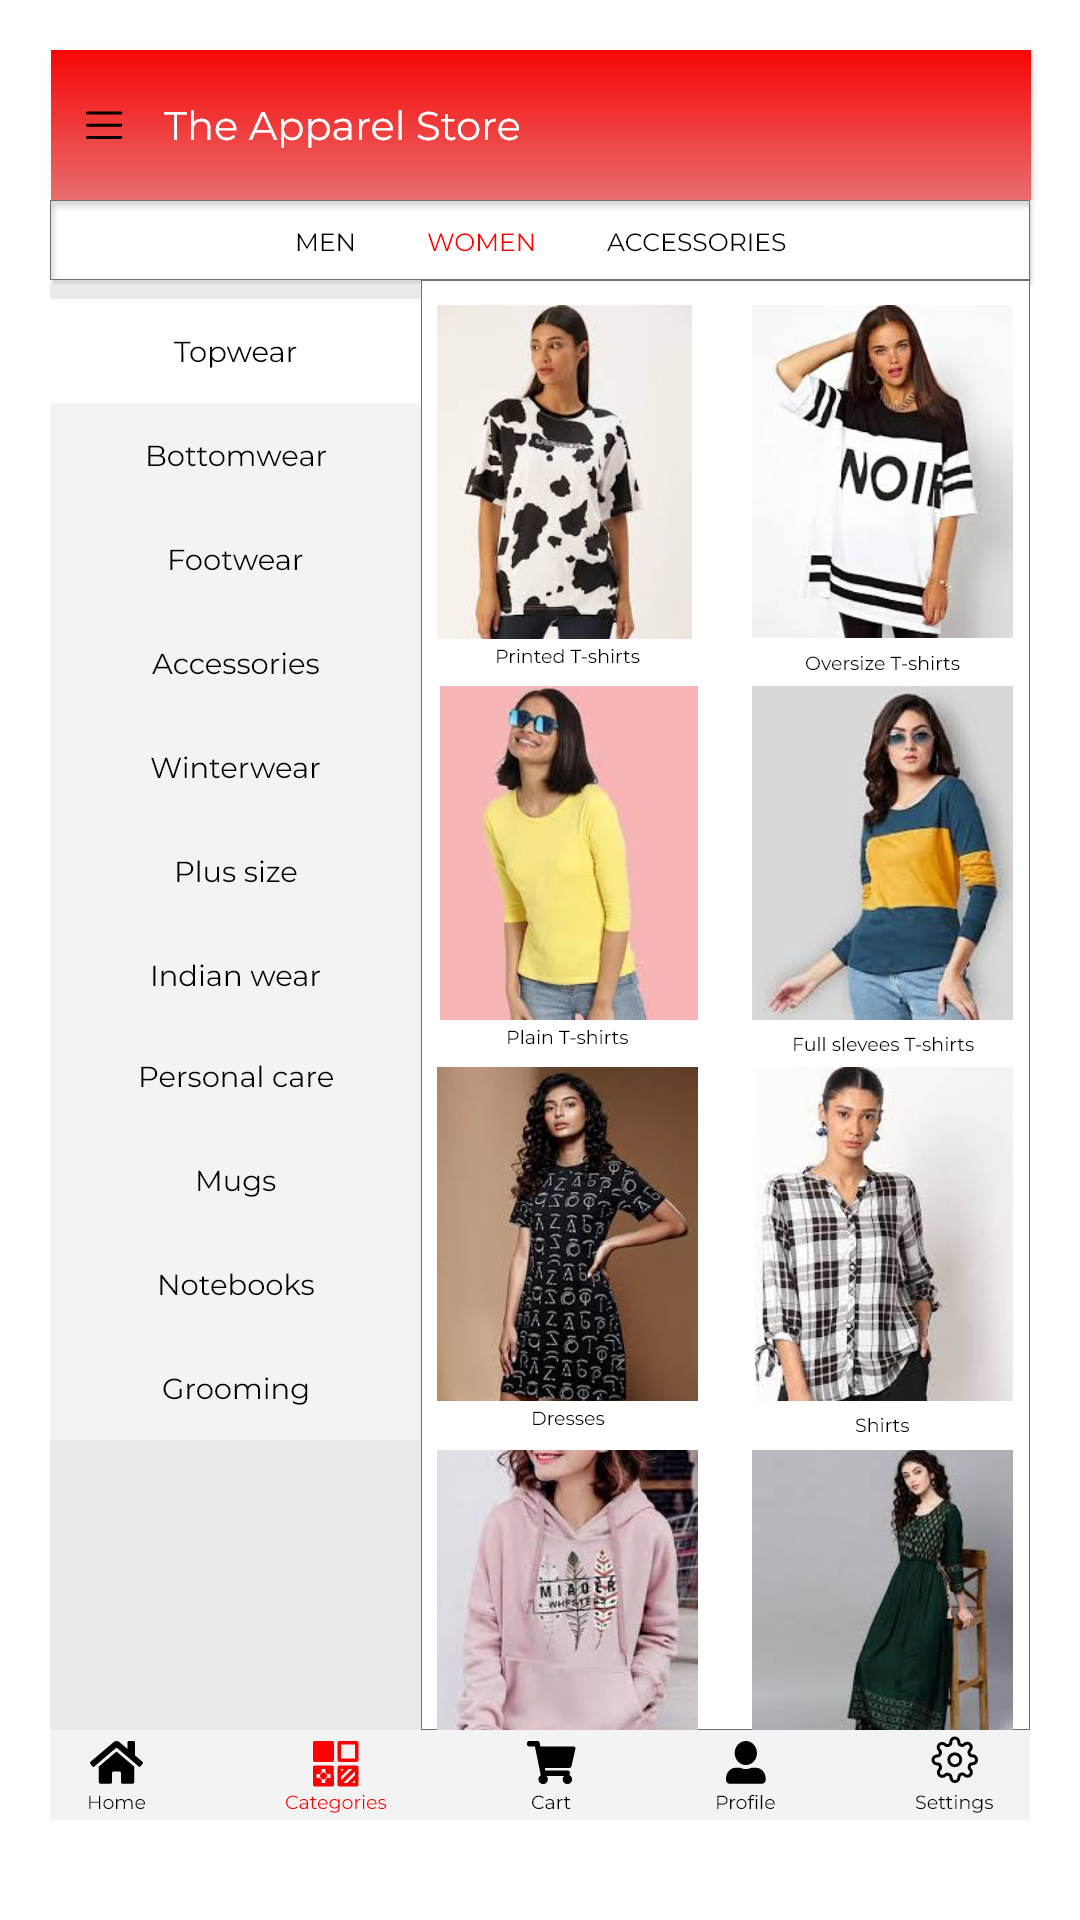 The Apparel Store
MEN WOMEN ACCESSORIES
Topwear
Bottomwear
Footwear
Accessories
Winterwear
Plus size
Indian wear
Personal care
Mugs
Notebooks
Grooming
NOIR
Printed T-shirts
Oversize T-shirts
Plain T-shirts
Full slevees T-shirts
Dresses
Shirts
Home Categories Cart Profile Settings